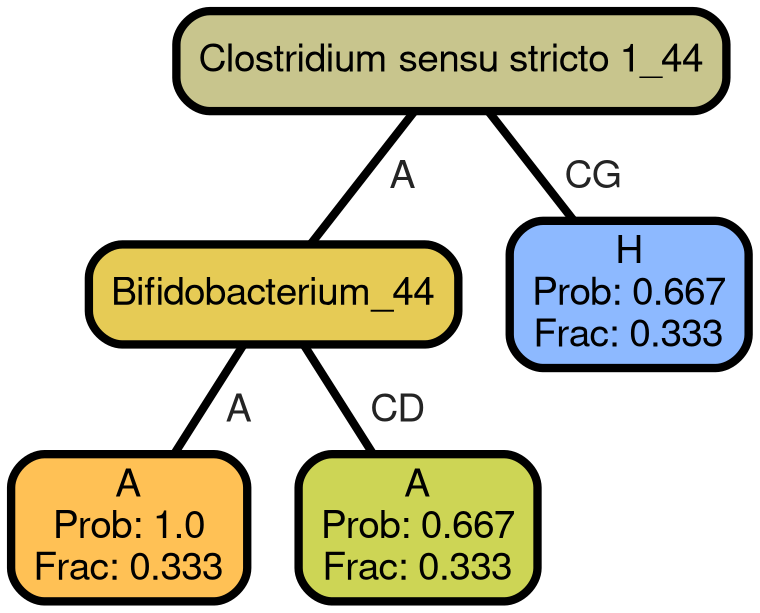 Clostridium sensu stricto 1_44
A
CG
H
Prob: 0.667
Frac: 0.333
Bifidobacterium_44
A
CD
A
Prob: 1.0
Frac: 0.333
A
Prob: 0.667
Frac: 0.333